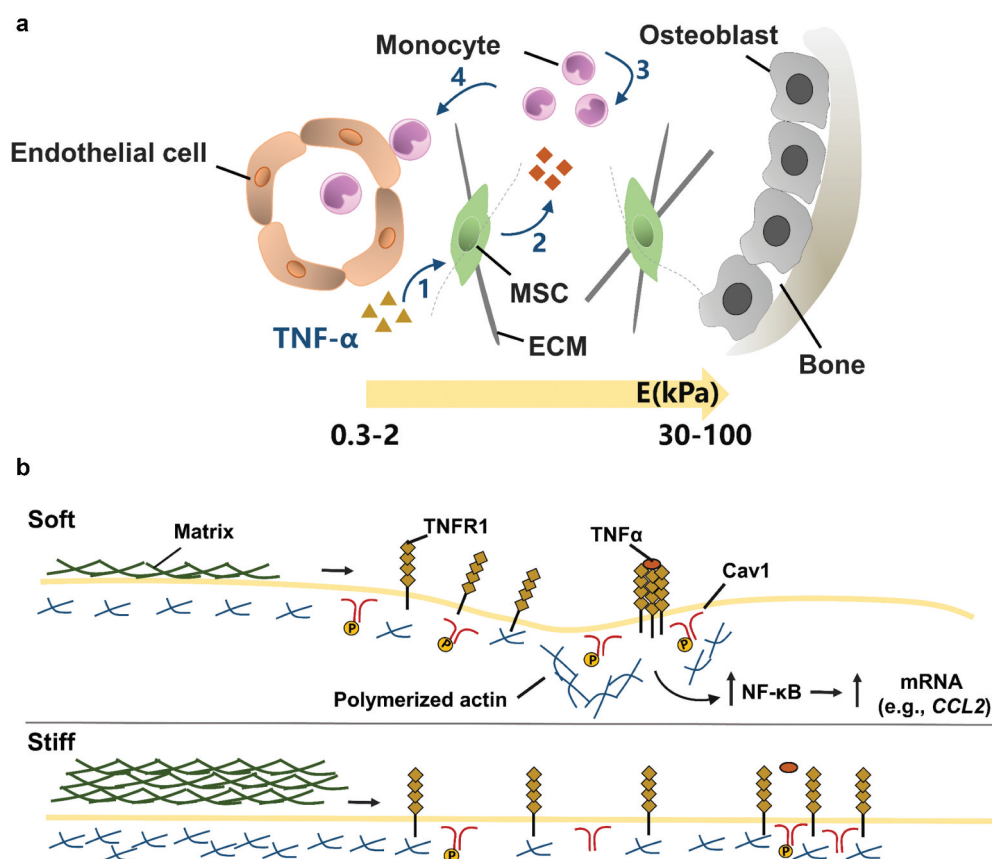 a
Monocyte
Osteoblast
4
3
Endothelial cell
2
1
MSC
TNF-α
ECM
Bone
E(kPa)
0.3-2
30-100
b
Soft
Matrix
TNFR1
TNFα
Cav1
P
P
P
P
Polymerized actin
NF-κB
mRNA
(e.g., CCL2)
Stiff
P
P